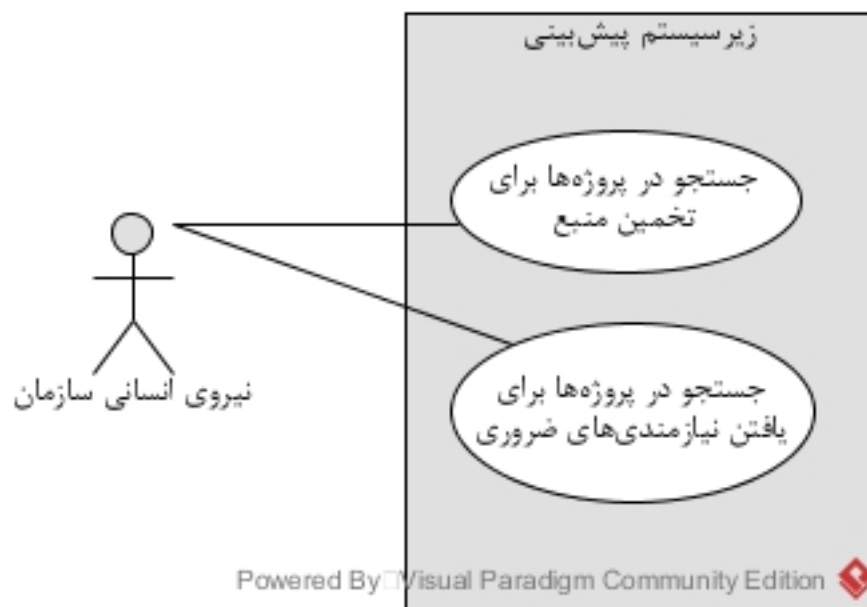 زیرسیستم پیش‌بینی
جستجو در پروژه‌ها برای
تخمین منبع
نیروی انسانی سازمان
جستجو در پروژه‌ها برای
یافتن نیازمندی‌های ضروری
Powered By□Visual Paradigm Community Edition